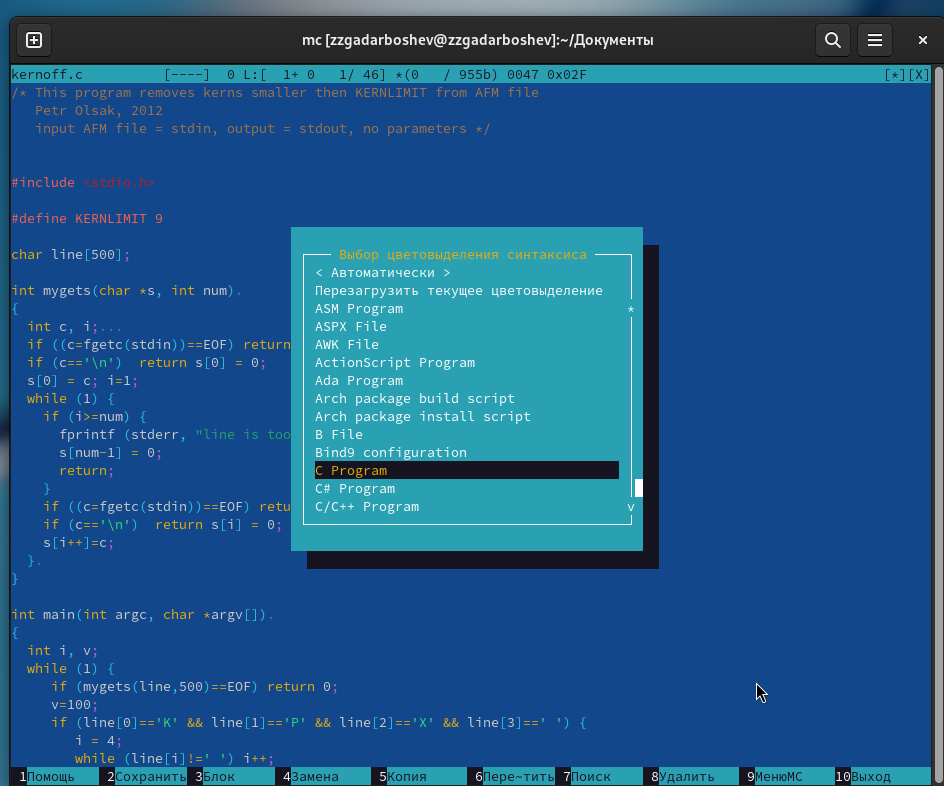 mc [zzgadarboshev@zzgadarboshev]:~/Документы
kernoff.c          [----]  0 L:[  1+ 0   1/ 46] *(0   / 955b) 0047 0x02F                                     [*][X]
/* This program removes kerns smaller then KERNLIMIT from AFM file
   Petr Olsak, 2012
   input AFM file = stdin, output = stdout, no parameters */
#include <stdio.h>
#define KERNLIMIT 9
char line[500];
int mygets(char *s, int num).
{
  int c, i;...
  if ((c=fgetc(stdin))==EOF) return
  if (c=='\n')  return s[0] = 0;
  s[0] = c; i=1;
  while (1) {
    if (i>=num) {
      fprintf (stderr, "line is too
      s[num-1] = 0;
      return;
    }
    if ((c=fgetc(stdin))==EOF) retu
    if (c=='\n')  return s[i] = 0;
    s[i++]=c;
  }.
}
int main(int argc, char *argv[]).
{
  int i, v;
  while (1) {
     if (mygets(line,500)==EOF) return 0;
     v=100;
     if (line[0]=='K' && line[1]=='P' && line[2]=='X' && line[3]==' ') {
        i = 4;
        while (line[i]!=' ') i++;
Выбор цветовыделения синтаксиса
< Автоматически >
Перезагрузить текущее цветовыделение
ASM Program *
ASPX File
AWK File
ActionScript Program
Ada Program
Arch package build script
Arch package install script
B File
Bind9 configuration
C Program
C# Program
C/C++ Program v
1Помощь 2Сохранить 3Блок 4Замена 5Копия 6Пере~тить 7Поиск 8Удалить 9МенюMC 10Выход